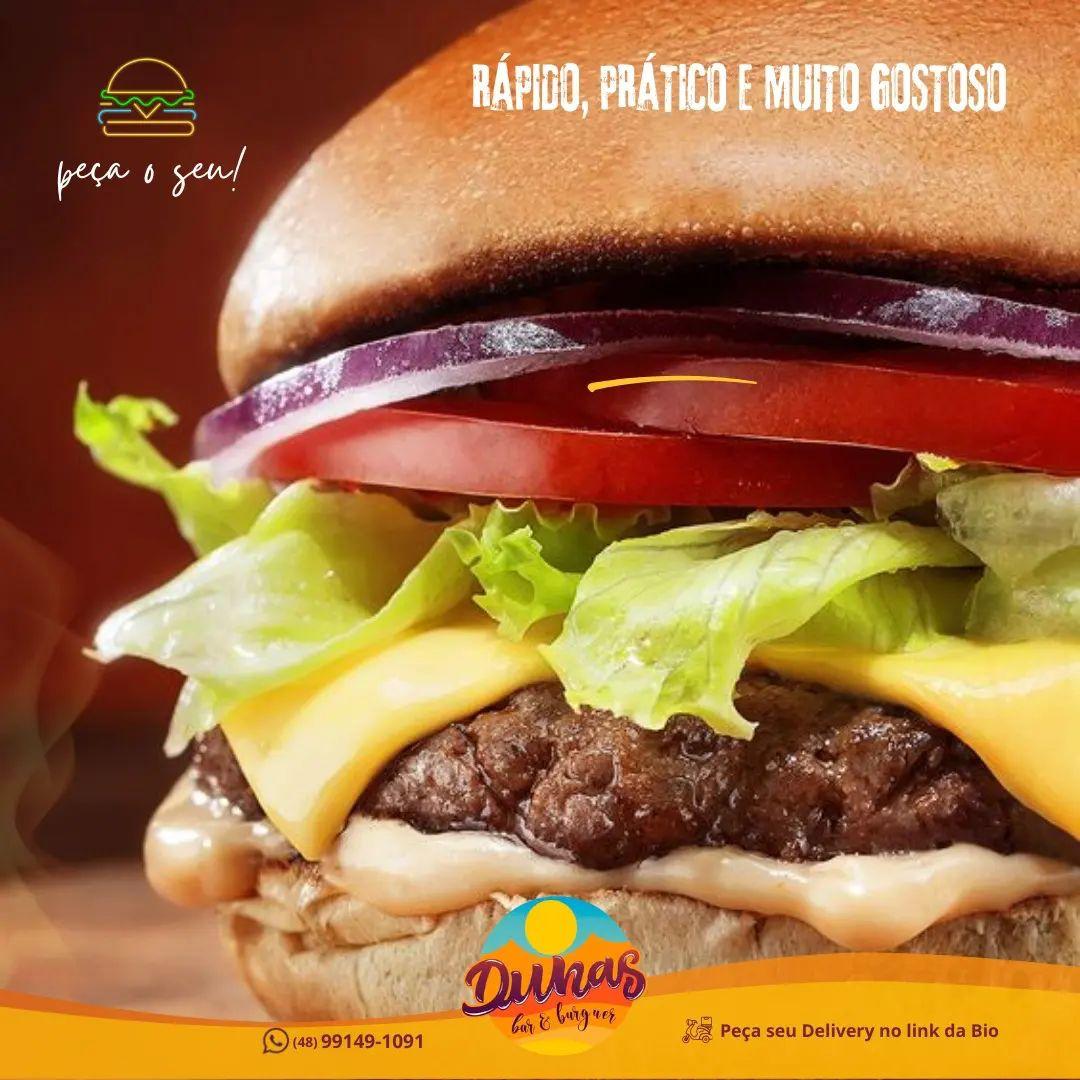 RÁPIDO, PRÁTICO E MUITO GOSTOSO
peça o seu!
Dunas
bar & burguer
(48) 99149-1091
Peça seu Delivery no link da Bio